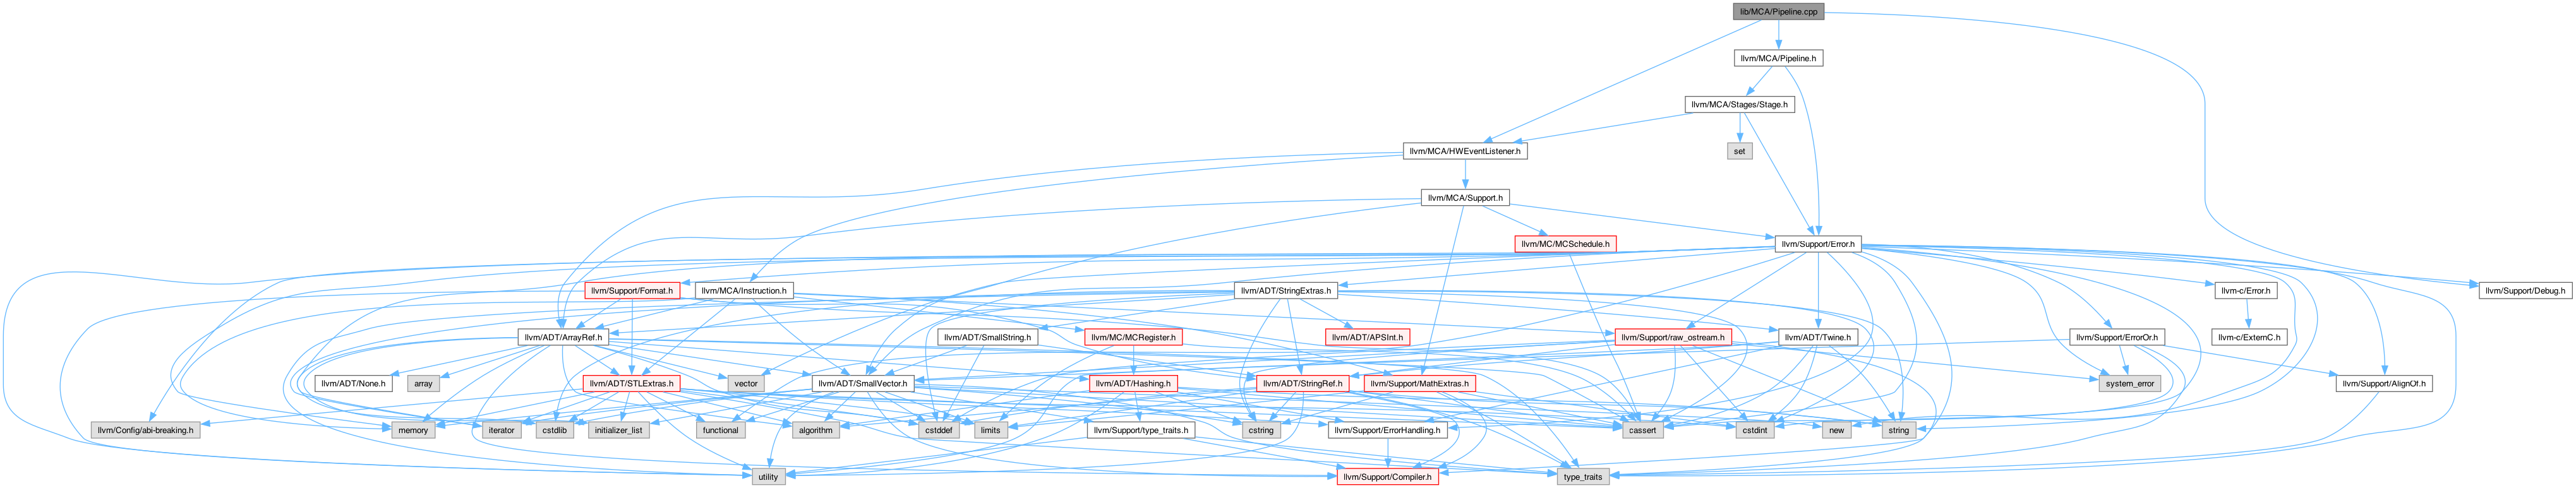 lib/MCA/Pipeline.cpp
llvm/MCA/Pipeline.h
llvm/MCA/Stages/Stage.h
llvm/MCA/HWEventListener.h
set
llvm/MCA/Support.h
llvm/MC/MCSchedule.h
llvm/Support/Error.h
llvm/Support/Format.h
llvm/MCA/Instruction.h
llvm/ADT/StringExtras.h
llvm-c/Error.h
llvm/Support/Debug.h
llvm/ADT/ArrayRef.h
llvm/ADT/SmallString.h
llvm/MC/MCRegister.h
llvm/ADT/APSInt.h
llvm/Support/raw_ostream.h
llvm/ADT/Twine.h
llvm/Support/ErrorOr.h
llvm-c/ExternC.h
llvm/ADT/None.h
array
llvm/ADT/STLExtras.h
vector
llvm/ADT/SmallVector.h
llvm/ADT/Hashing.h
llvm/ADT/StringRef.h
llvm/Support/MathExtras.h
system_error
llvm/Support/AlignOf.h
llvm/Config/abi-breaking.h
memory
iterator
cstdlib
initializer_list
functional
algorithm
llvm/Support/type_traits.h
cstddef
limits
cstring
llvm/Support/ErrorHandling.h
cassert
cstdint
new
string
utility
llvm/Support/Compiler.h
type_traits